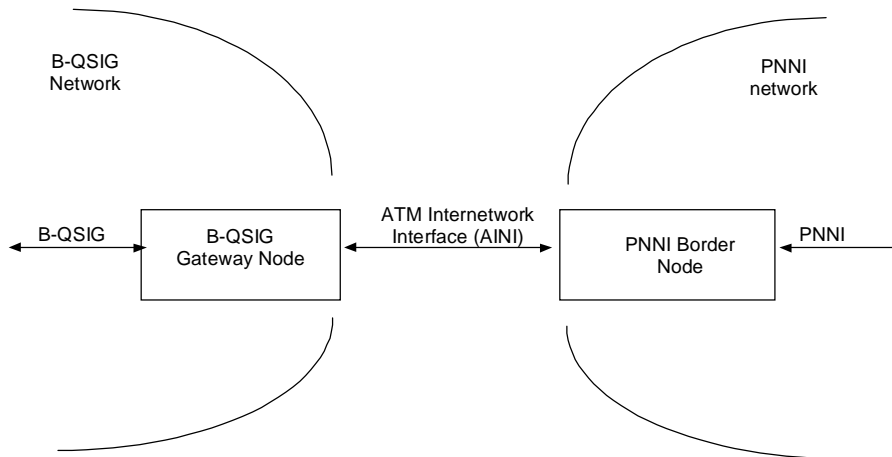 B-QSIG
Network
PNNI
network
B-QSIG
B-QSIG
Gateway Node
ATM Internetwork
Interface (AINI)
PNNI Border
Node
PNNI